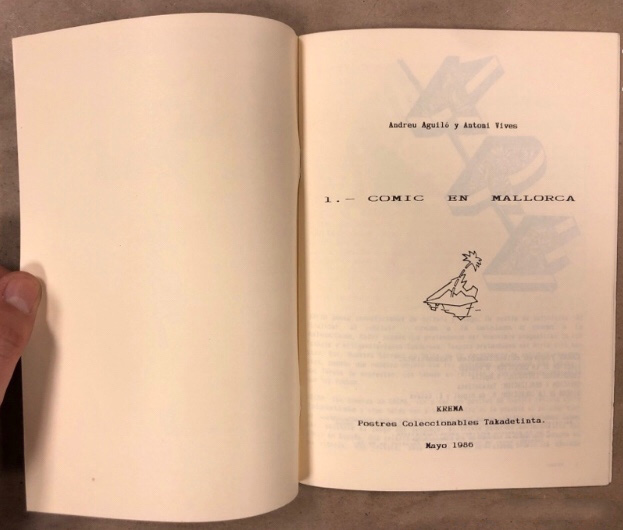 Andreu Aguiló y Antoni Vives
1.- COMIC EN MALLORCA
KREMA
Postres Coleccionables Takadetinta.
Mayo 1986